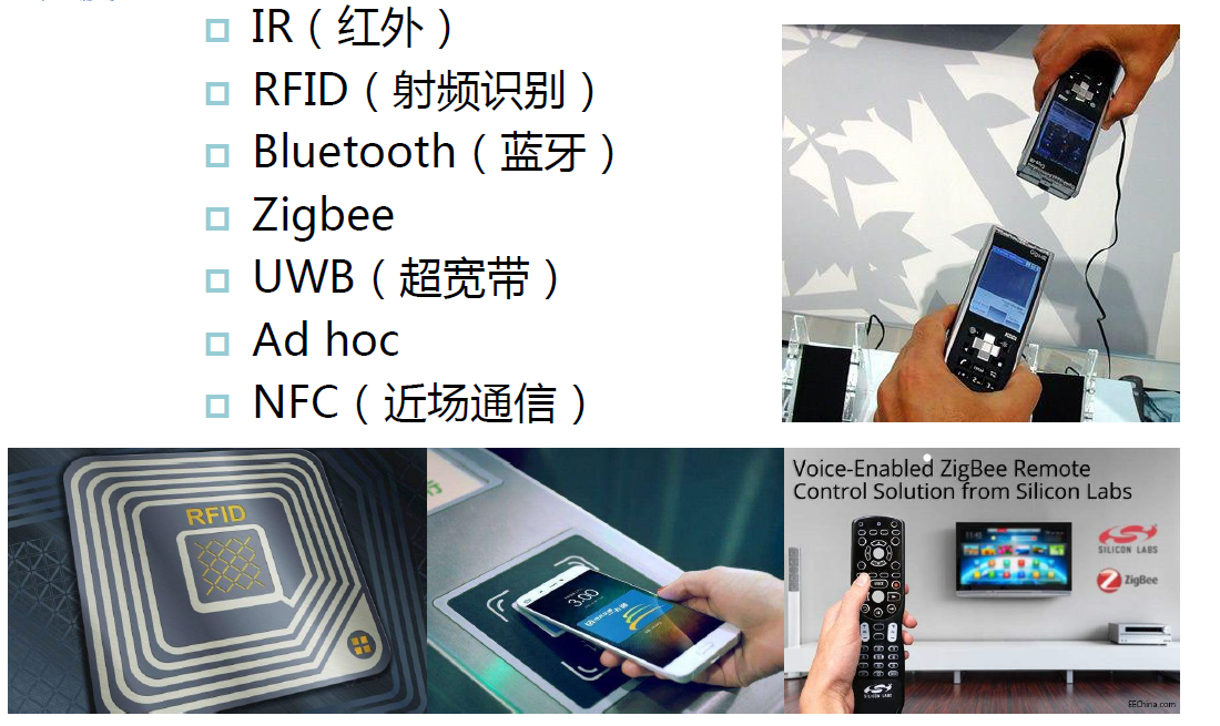 IR（红外）
RFID（射频识别）
Bluetooth（蓝牙）
Zigbee
UWB（超宽带）
Ad hoc
NFC（近场通信）
RFID
3.00
Voice-Enabled ZigBee Remote
Control Solution from Silicon Labs
SILICON LABS
ZigBee
SILICON LABS
EEChina.com